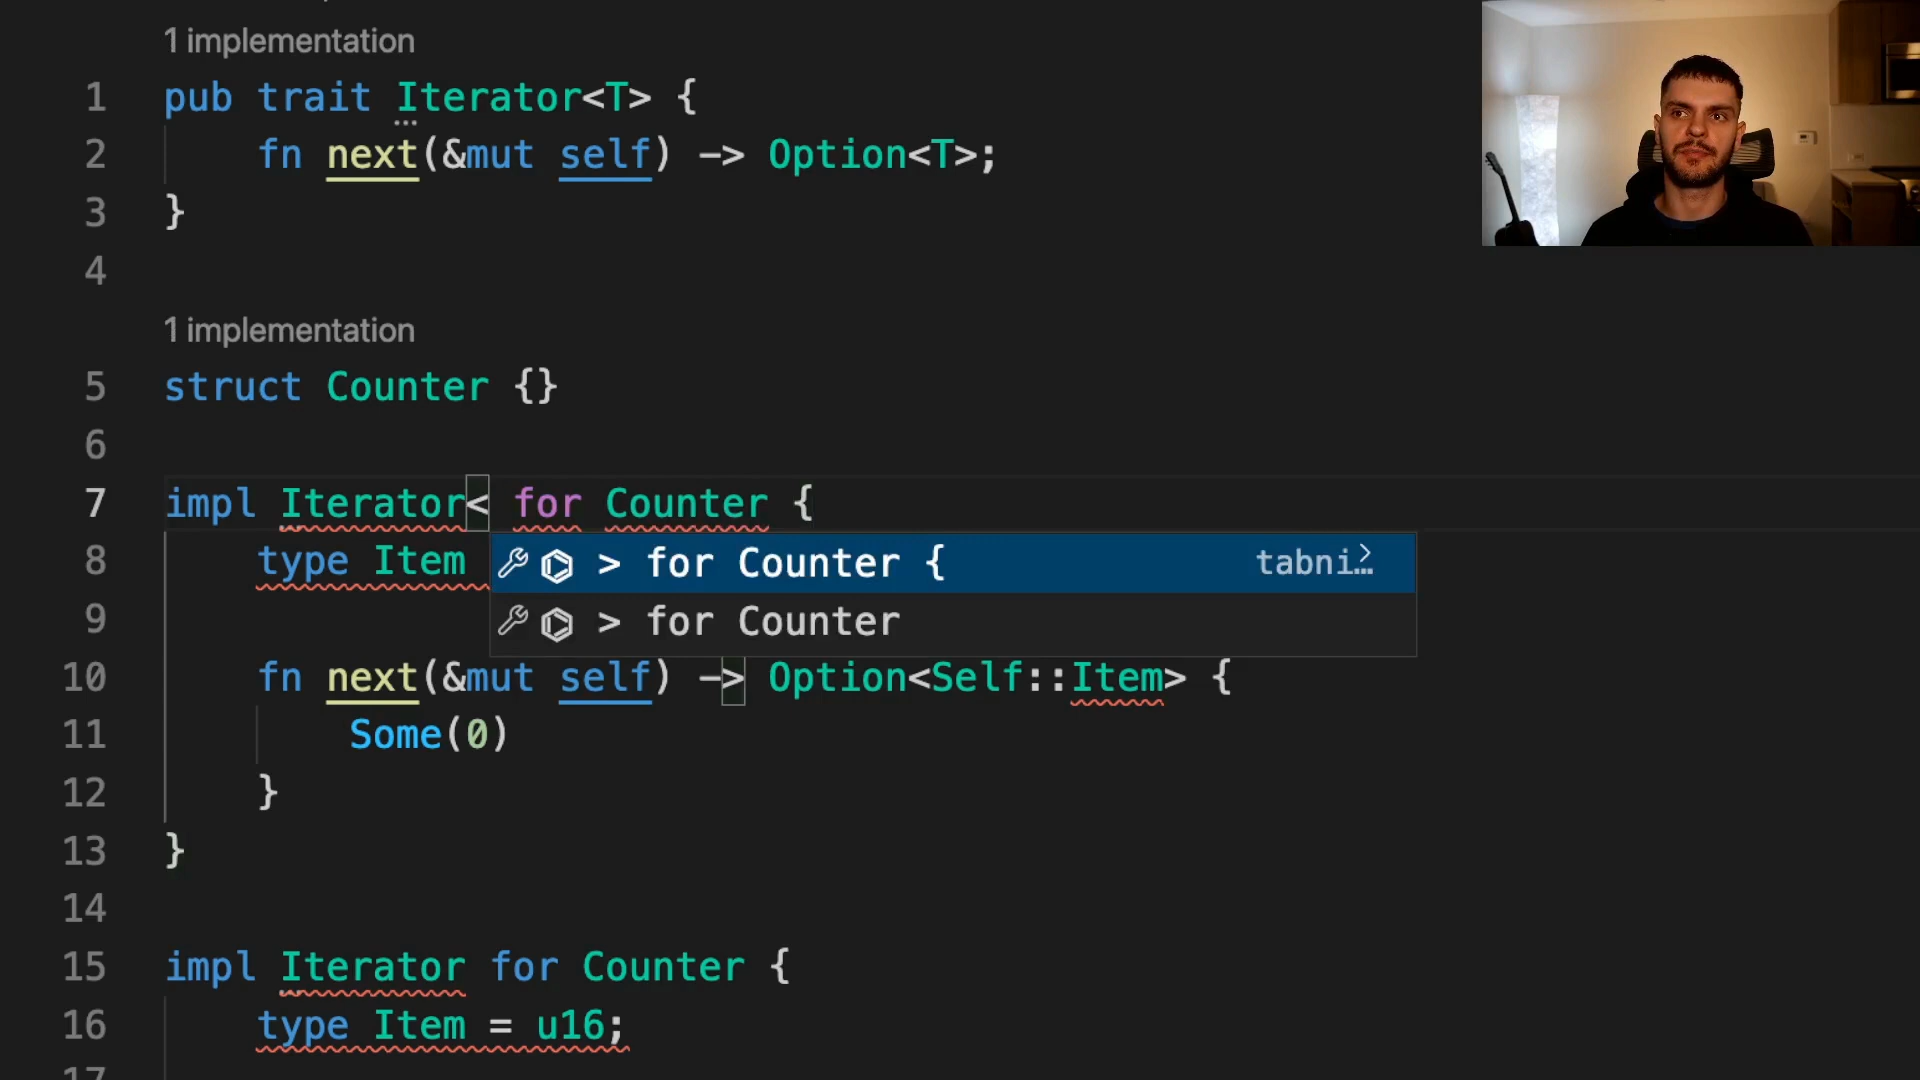 1 implementation
1 pub trait Iterator<T> {
2 fn next(&mut self) -> Option<T>;
3 }
4
1 implementation
5 struct Counter {}
6
7 impl Iterator< for Counter {
8 type Item
> for Counter { tabni…
9
> for Counter
10 fn next(&mut self) -> Option<Self::Item> {
11 Some(0)
12 }
13 }
14
15 impl Iterator for Counter {
16 type Item = u16;
17